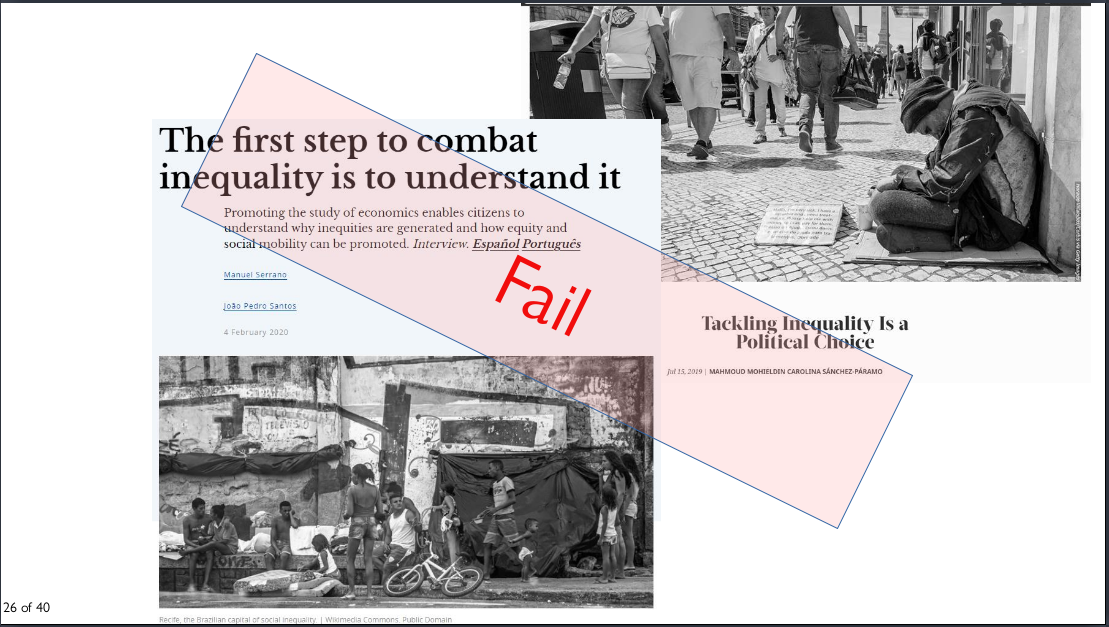 The first step to combat
inequality is to understand it
Promoting the study of economics enables citizens to
understand why inequities are generated and how equity and
social mobility can be promoted. Interview. Español Português
Manuel Serrano
João Pedro Santos
4 February 2020
Fail
Tackling Inequality Is a
Political Choice
Jul 15, 2019 | MAHMOUD MOHIELDIN CAROLINA SÁNCHEZ-PÁRAMO
26 of 40
Recife, the Brazilian capital of social inequality. | Wikimedia Commons. Public Domain